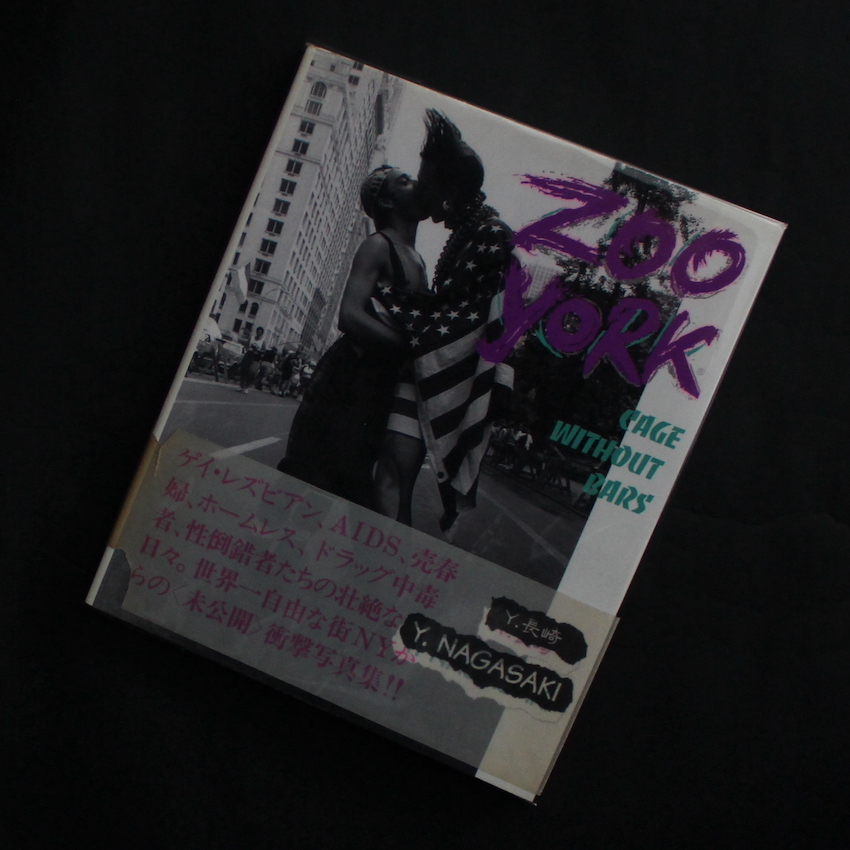 ZOO
YORK
CAGE
WITHOUT
BARS
ゲイ・レズビアン、AIDS、売春
婦、ホームレス、ドラッグ中毒
者、性倒錯者たちの壮絶な
日々。世界一自由な街NYか
らの〈未公開〉衝撃写真集!!
Y.長崎
Y. NAGASAKI